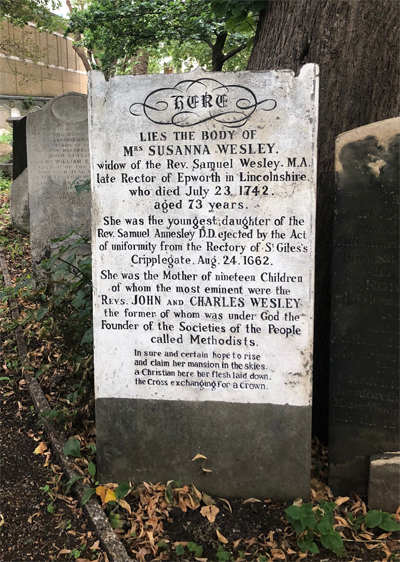 HERE
LIES THE BODY OF
MRS SUSANNA WESLEY.
widow of the Rev. Samuel Wesley. M.A.
late Rector of Epworth in Lincolnshire.
who died July 23. 1742.
aged 73 years.
She was the youngest daughter of the
Rev. Samuel Annesley D.D. ejected by the Act
of uniformity from the Rectory of St Giles's
Cripplegate, Aug. 24. 1662.
She was the Mother of nineteen Children
of whom the most eminent were the
REVS. JOHN AND CHARLES WESLEY
the former of whom was under God the
Founder of the Societies of the People
called Methodists.
In sure and certain hope to rise
and claim her mansion in the skies.
a Christian here her flesh laid down,
the Cross exchanging for a crown.